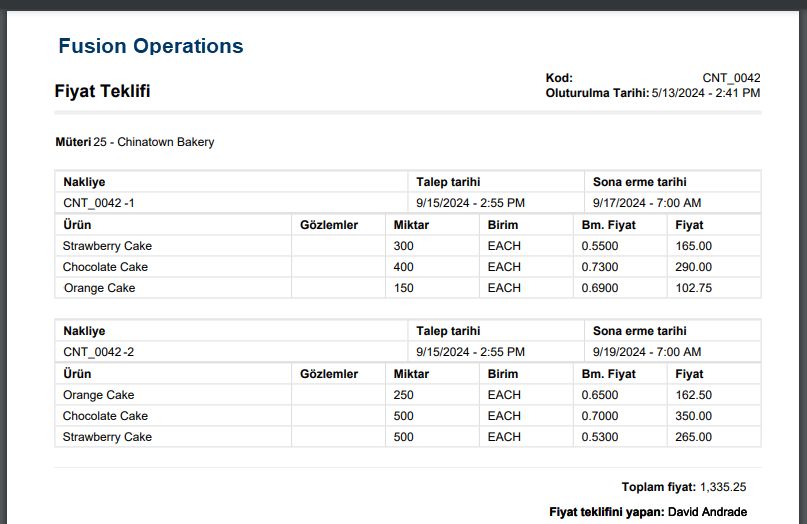 Fusion Operations
Fiyat Teklifi
Kod: CNT_0042
Oluturulma Tarihi: 5/13/2024 - 2:41 PM
Müteri 25 - Chinatown Bakery
Nakliye Talep tarihi Sona erme tarihi
CNT_0042 -1 9/15/2024 - 2:55 PM 9/17/2024 - 7:00 AM
Ürün Gözlemler Miktar Birim Bm. Fiyat Fiyat
Strawberry Cake 300 EACH 0.5500 165.00
Chocolate Cake 400 EACH 0.7300 290.00
Orange Cake 150 EACH 0.6900 102.75
Nakliye Talep tarihi Sona erme tarihi
CNT_0042 -2 9/15/2024 - 2:55 PM 9/19/2024 - 7:00 AM
Ürün Gözlemler Miktar Birim Bm. Fiyat Fiyat
Orange Cake 250 EACH 0.6500 162.50
Chocolate Cake 500 EACH 0.7000 350.00
Strawberry Cake 500 EACH 0.5300 265.00
Toplam fiyat: 1,335.25
Fiyat teklifini yapan: David Andrade